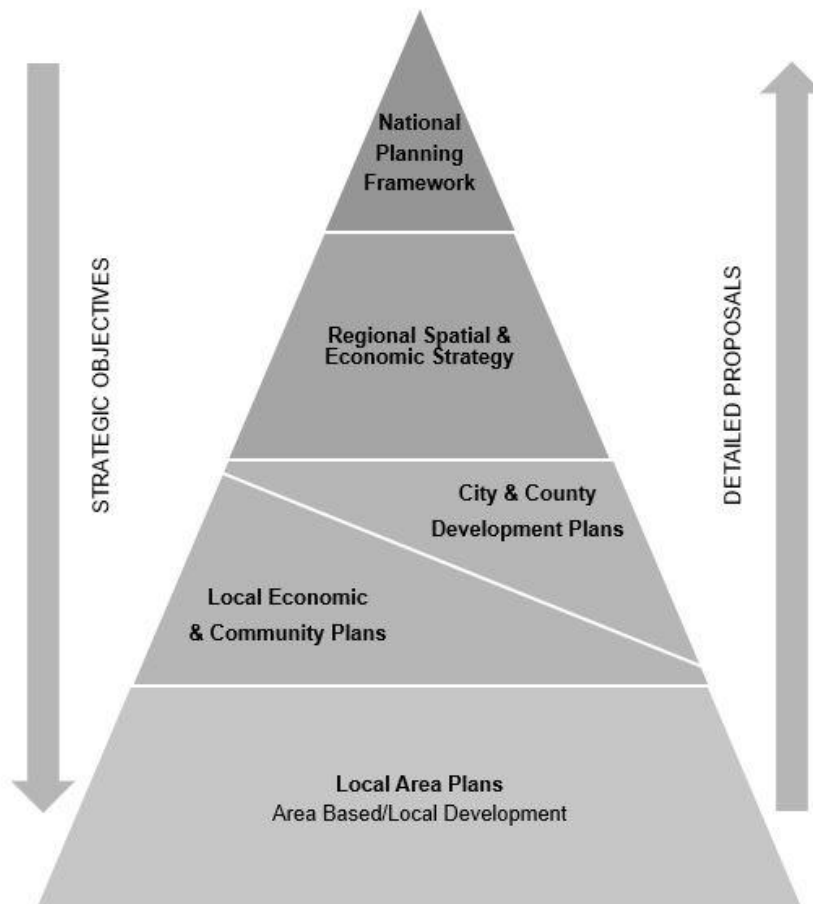 National
Planning
Framework
STRATEGIC OBJECTIVES
DETAILED PROPOSALS
Regional Spatial &
Economic Strategy
City & County
Development Plans
Local Economic
& Community Plans
Local Area Plans
Area Based/Local Development